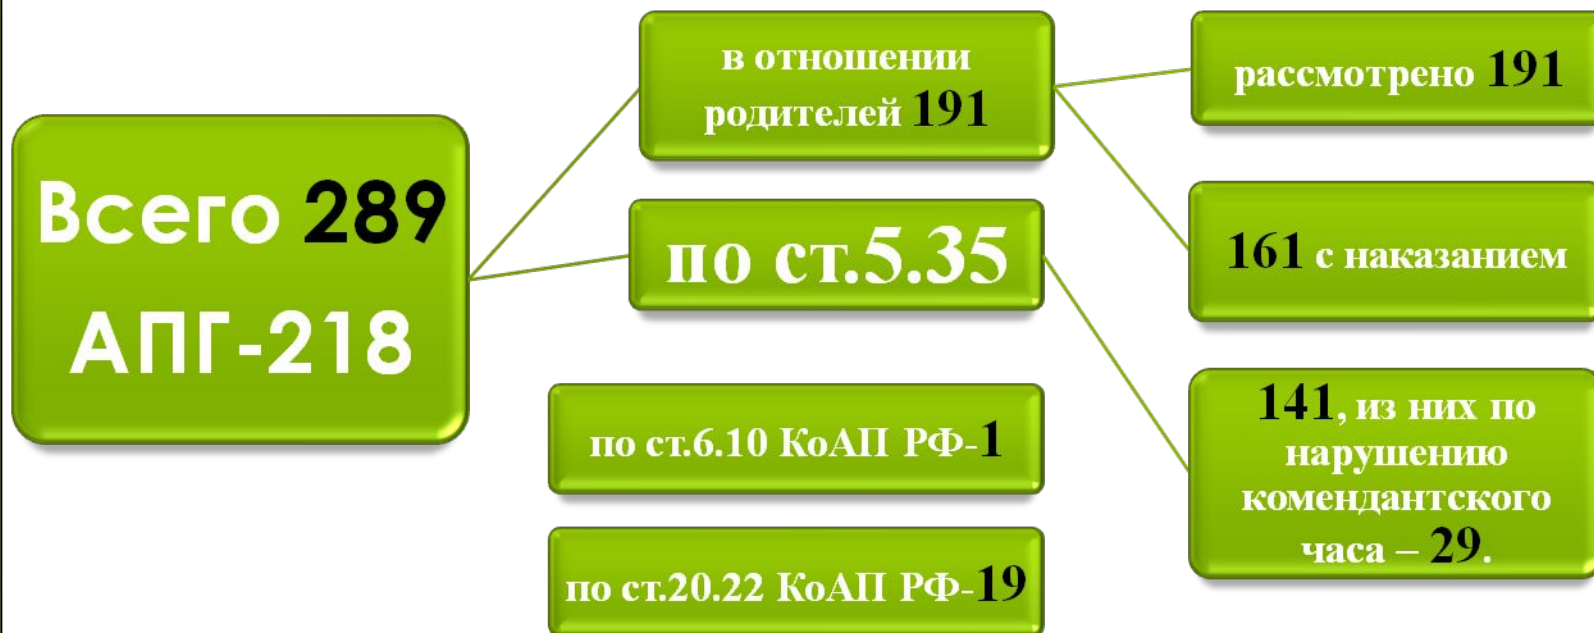 Всего 289
АПГ-218
в отношении
родителей 191
по ст.5.35
по ст.6.10 КоАП РФ-1
по ст.20.22 КоАП РФ-19
рассмотрено 191
161 с наказанием
141, из них по
нарушению
комендантского
часа – 29.